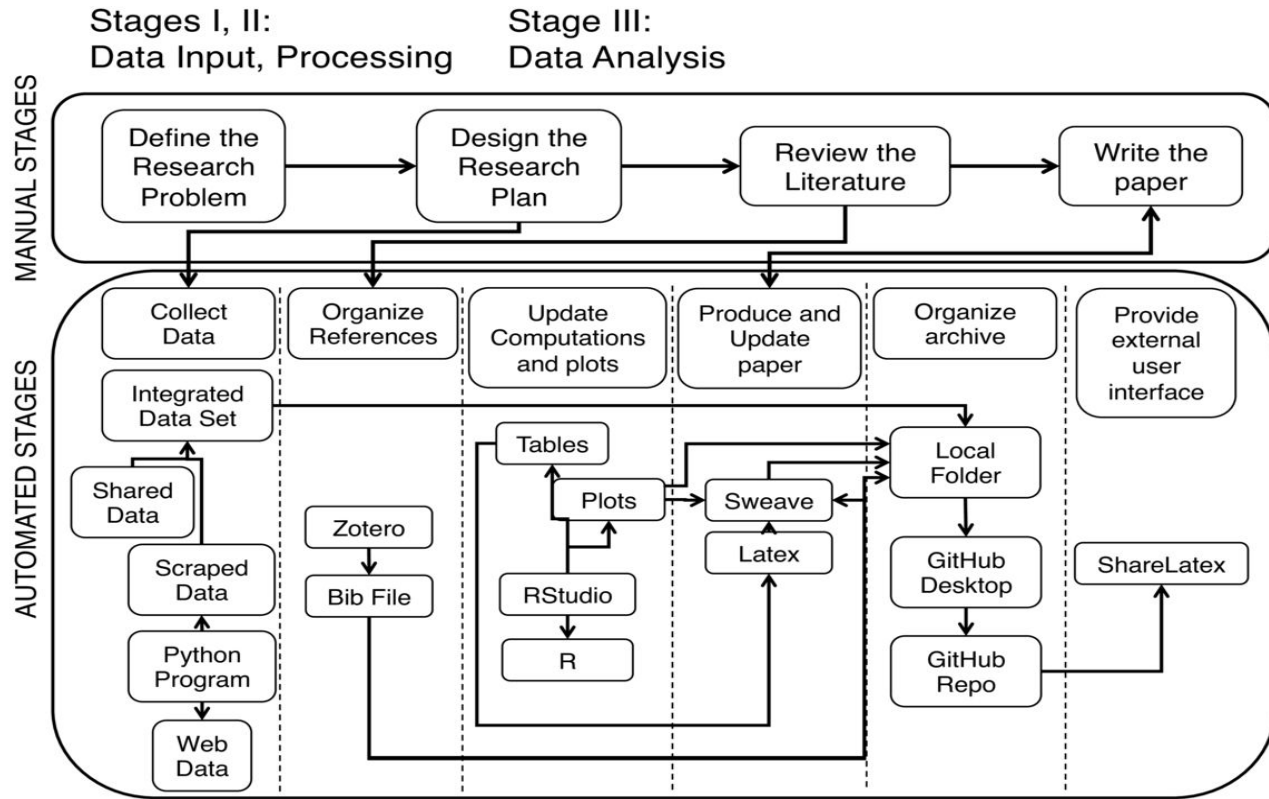 Stages I, II:
Data Input, Processing
Stage III:
Data Analysis
MANUAL STAGES
Define the
Research
Problem
Design the
Research
Plan
Review the
Literature
Write the
paper
AUTOMATED STAGES
Collect
Data
Organize
References
Update
Computations
and plots
Produce and
Update
paper
Organize
archive
Provide
external
user
interface
Integrated
Data Set
Shared
Data
Scraped
Data
Python
Program
Web
Data
Zotero
Bib File
Tables
Plots
RStudio
R
Sweave
Latex
Local
Folder
GitHub
Desktop
GitHub
Repo
ShareLatex